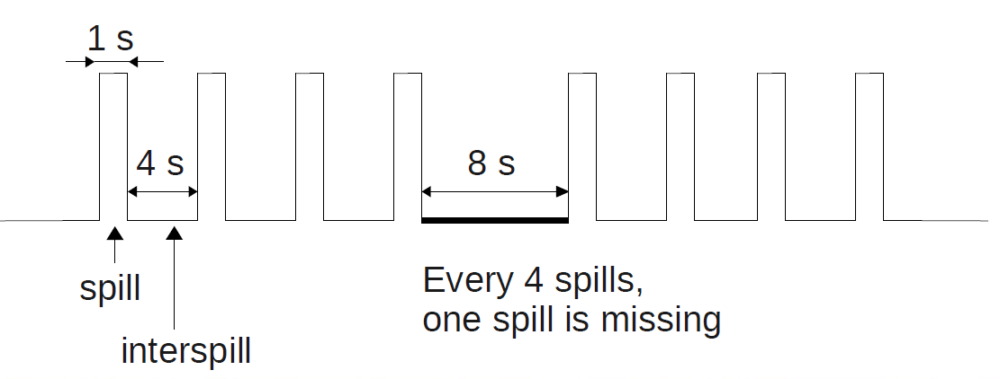 1 s
4 s
8 s
spill
interspill
Every 4 spills,
one spill is missing